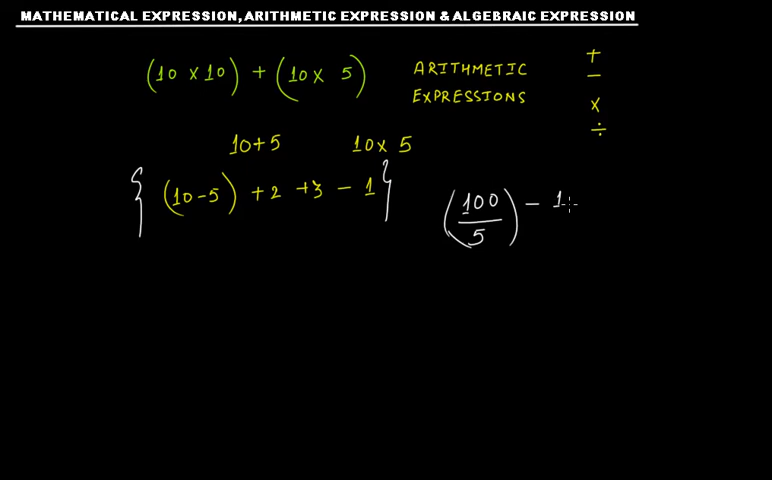 MATHEMATICAL EXPRESSION, ARITHMETIC EXPRESSION & ALGEBRAIC EXPRESSION
(10 × 10) + (10 × 5)
ARITHMETIC
EXPRESSIONS
+
−
×
÷
10+5
10× 5
{ (10-5) + 2 + 3 - 1 }
(100/5) - 1